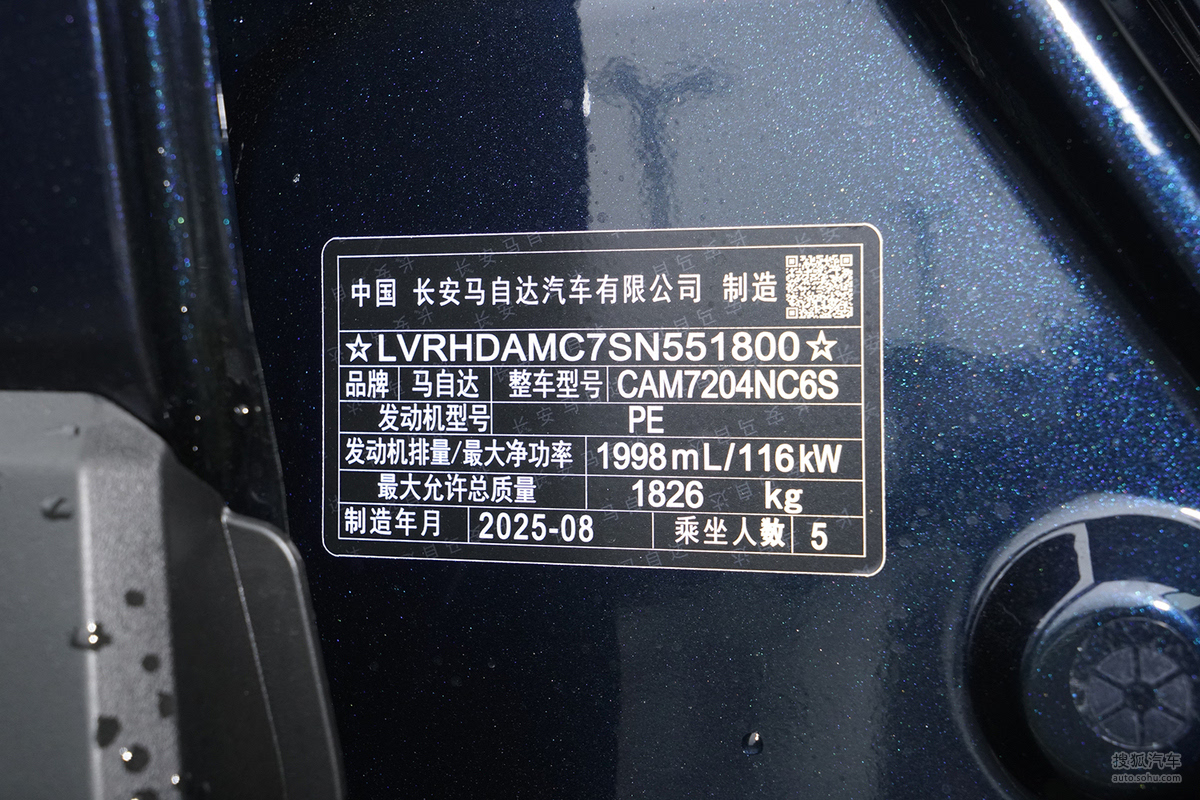 中国 长安马自达汽车有限公司 制造
☆LVRHDAMC7SN551800☆
品牌 马自达 整车型号 CAM7204NC6S
发动机型号 PE
发动机排量/最大净功率 1998mL/116kW
最大允许总质量 1826 kg
制造年月 2025-08 乘坐人数 5
搜狐汽车
auto.sohu.com